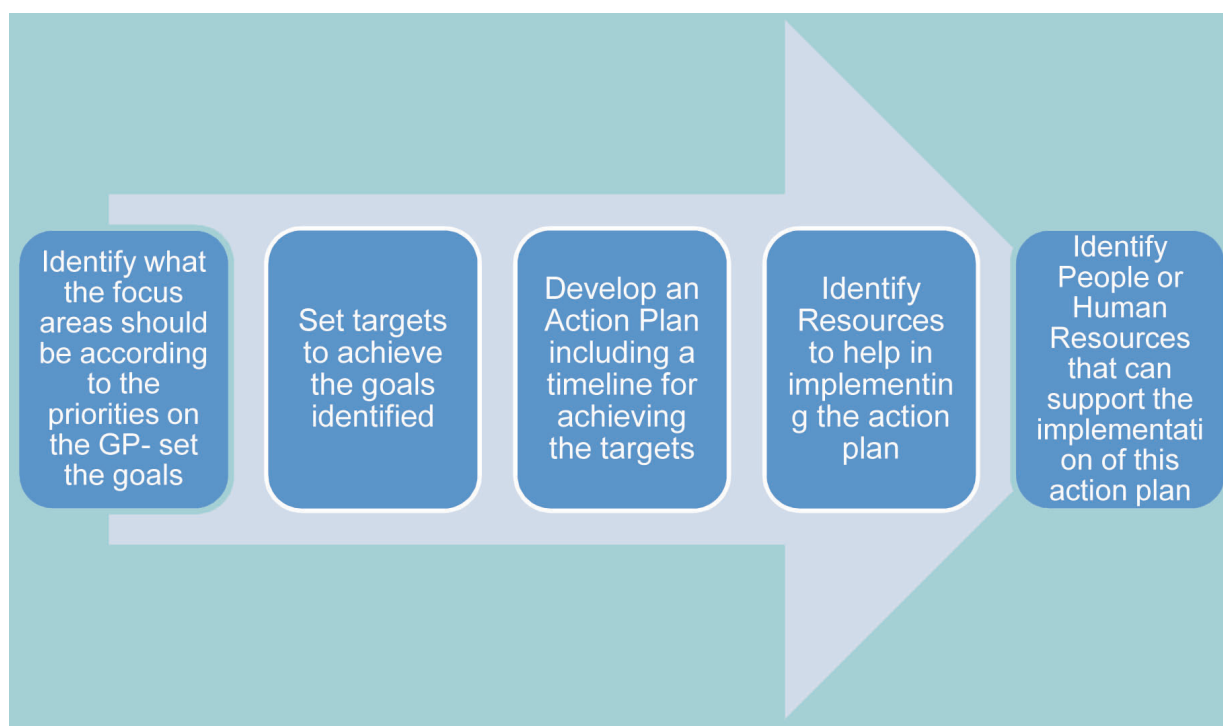 Identify what
the focus
areas should
be according
to the
priorities on
the GP- set
the goals
Set targets
to achieve
the goals
identified
Develop an
Action Plan
including a
timeline for
achieving
the targets
Identify
Resources
to help in
implementin
g the action
plan
Identify
People or
Human
Resources
that can
support the
implementati
on of this
action plan